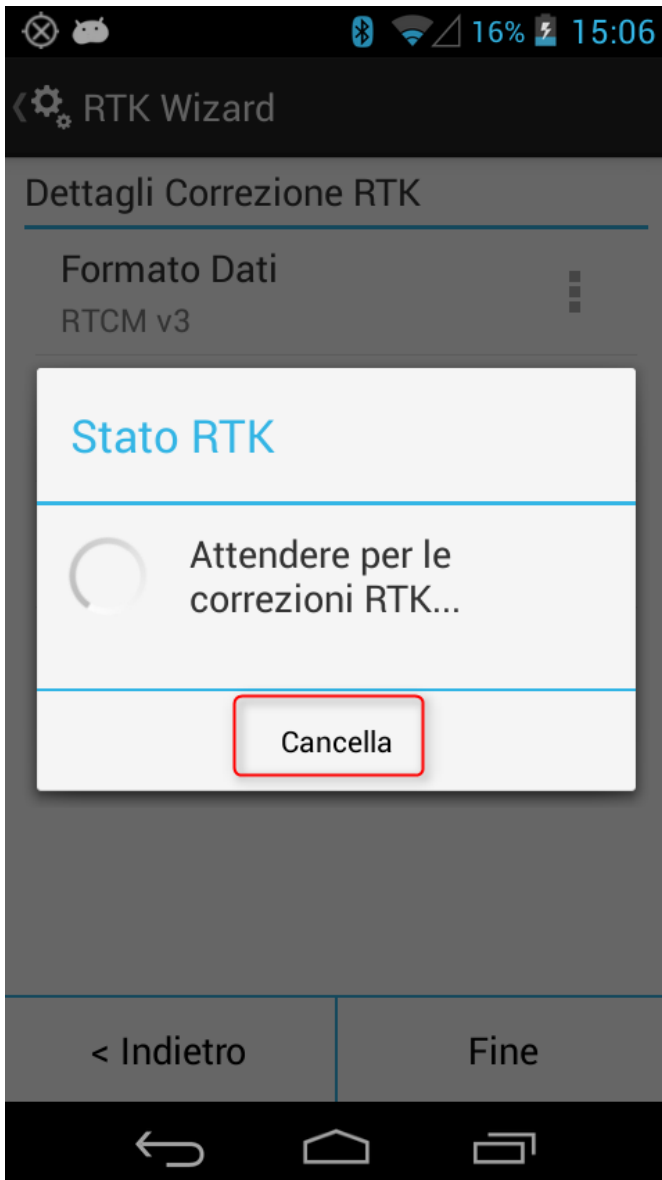 16% 15:06
RTK Wizard
Dettagli Correzione RTK
Formato Dati
RTCM v3
Stato RTK
Attendere per le
correzioni RTK...
Cancella
< Indietro Fine